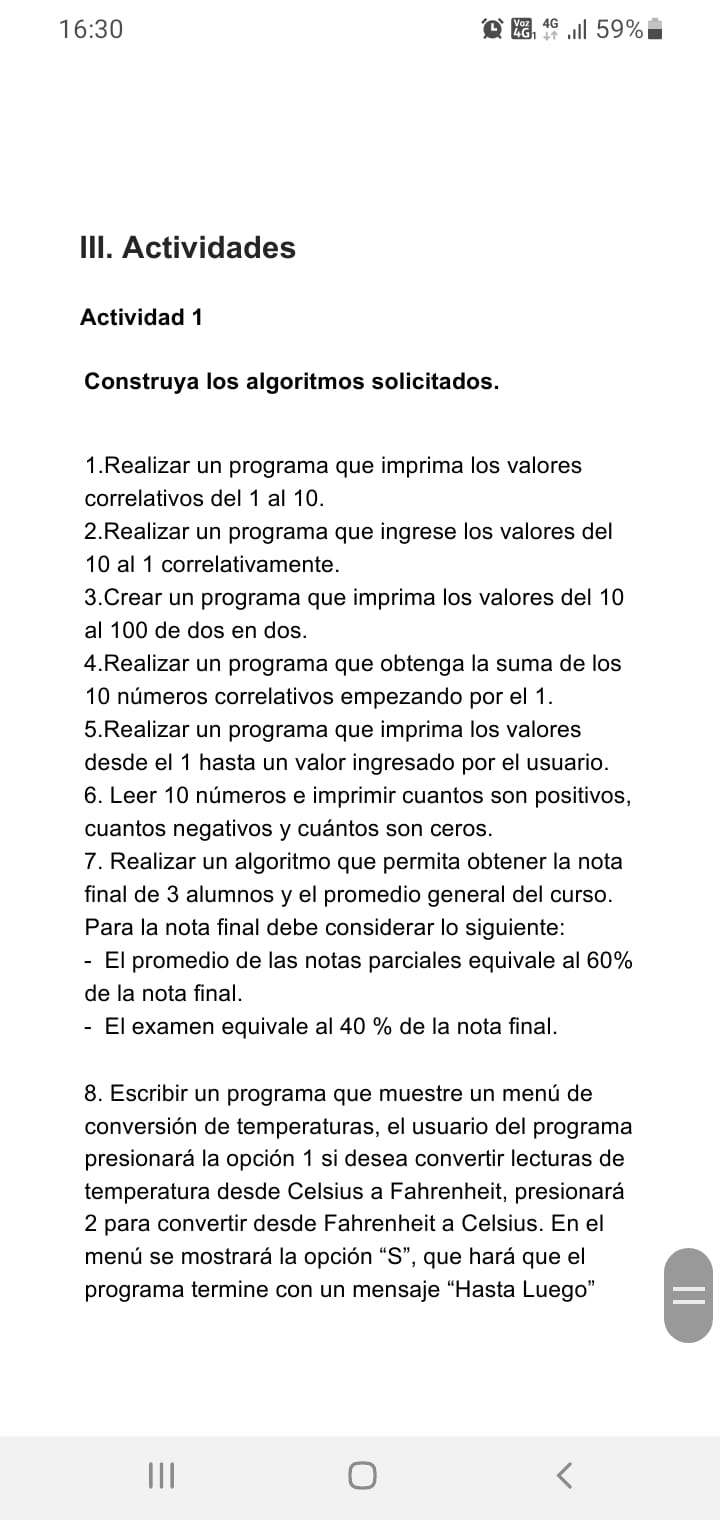 16:30
Voz 4G 4G 59%
III. Actividades
Actividad 1
Construya los algoritmos solicitados.
1.Realizar un programa que imprima los valores
correlativos del 1 al 10.
2.Realizar un programa que ingrese los valores del
10 al 1 correlativamente.
3.Crear un programa que imprima los valores del 10
al 100 de dos en dos.
4.Realizar un programa que obtenga la suma de los
10 números correlativos empezando por el 1.
5.Realizar un programa que imprima los valores
desde el 1 hasta un valor ingresado por el usuario.
6. Leer 10 números e imprimir cuantos son positivos,
cuantos negativos y cuántos son ceros.
7. Realizar un algoritmo que permita obtener la nota
final de 3 alumnos y el promedio general del curso.
Para la nota final debe considerar lo siguiente:
- El promedio de las notas parciales equivale al 60%
de la nota final.
- El examen equivale al 40 % de la nota final.
8. Escribir un programa que muestre un menú de
conversión de temperaturas, el usuario del programa
presionará la opción 1 si desea convertir lecturas de
temperatura desde Celsius a Fahrenheit, presionará
2 para convertir desde Fahrenheit a Celsius. En el
menú se mostrará la opción “S”, que hará que el
programa termine con un mensaje “Hasta Luego”